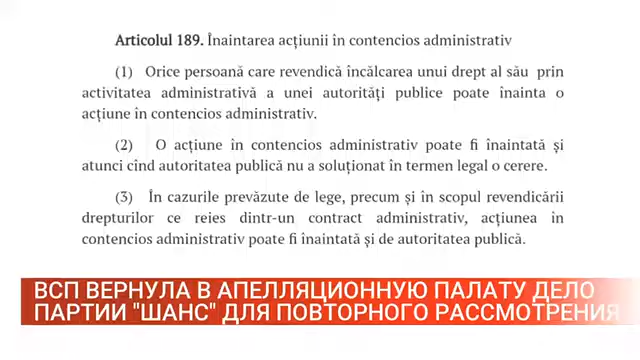 Articolul 189. Înaintarea acțiunii în contencios administrativ
(1) Orice persoană care revendică încălcarea unui drept al său prin
activitatea administrativă a unei autorități publice poate înainta o
acțiune în contencios administrativ.
(2) O acțiune în contencios administrativ poate fi înaintată și
atunci cînd autoritatea publică nu a soluționat în termen legal o cerere.
(3) În cazurile prevăzute de lege, precum și în scopul revendicării
drepturilor ce reies dintr-un contract administrativ, acțiunea în
contencios administrativ poate fi înaintată și de autoritatea publică.
ВСП ВЕРНУЛА В АПЕЛЛЯЦИОННУЮ ПАЛАТУ ДЕЛО
ПАРТИИ "ШАНС" ДЛЯ ПОВТОРНОГО РАССМОТРЕНИЯ